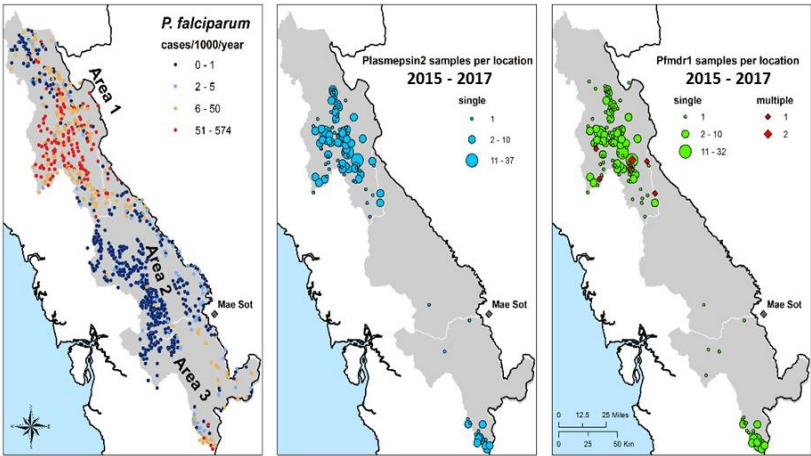 P. falciparum
cases/1000/year
0 - 1
2 - 5
6 - 50
51 - 574
Area 1
Area 2
Area 3
Mae Sot
Plasmepsin2 samples per location
2015 - 2017
single
1
2 - 10
11 - 37
Mae Sot
Pfmdr1 samples per location
2015 - 2017
single multiple
1 1
2 - 10 2
11 - 32
Mae Sot
0 12.5 25 Miles
0 25 50 Km